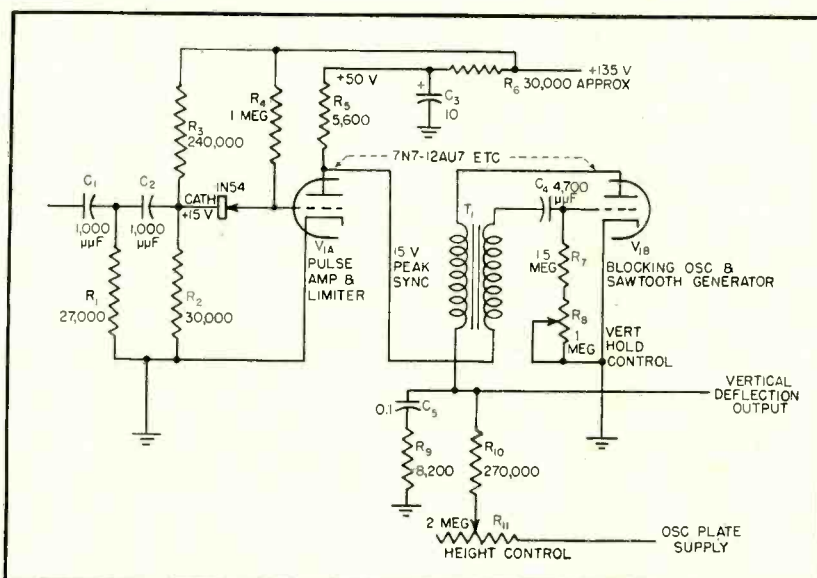 +50 V
+135 V
R6 30,000 APPROX
R4
1 MEG
R5
5,600
C3
10
+
R3
240,000
7N7-12AU7 ETC
C1
1,000
μμF
C2
1,000
μμF
CATH
+15 V
1N54
V1A
PULSE
AMP &
LIMITER
15 V
PEAK
SYNC
T1
C4 4,700
μμF
1.5
MEG
R7
V1B
BLOCKING OSC &
SAWTOOTH GENERATOR
R1
27,000
R2
30,000
R8
1
MEG
VERT
HOLD
CONTROL
VERTICAL
DEFLECTION
OUTPUT
0.1
C5
R9
8,200
R10
270,000
2 MEG
R11
HEIGHT CONTROL
OSC PLATE
SUPPLY